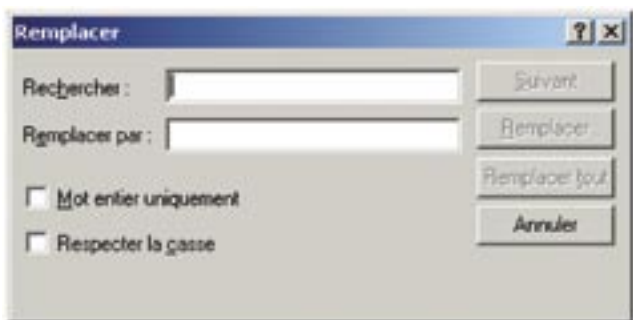 Remplacer
Rechercher :
Suivant
Remplacer par :
Remplacer
Remplacer tout
Mot entier uniquement
Annuler
Respecter la casse